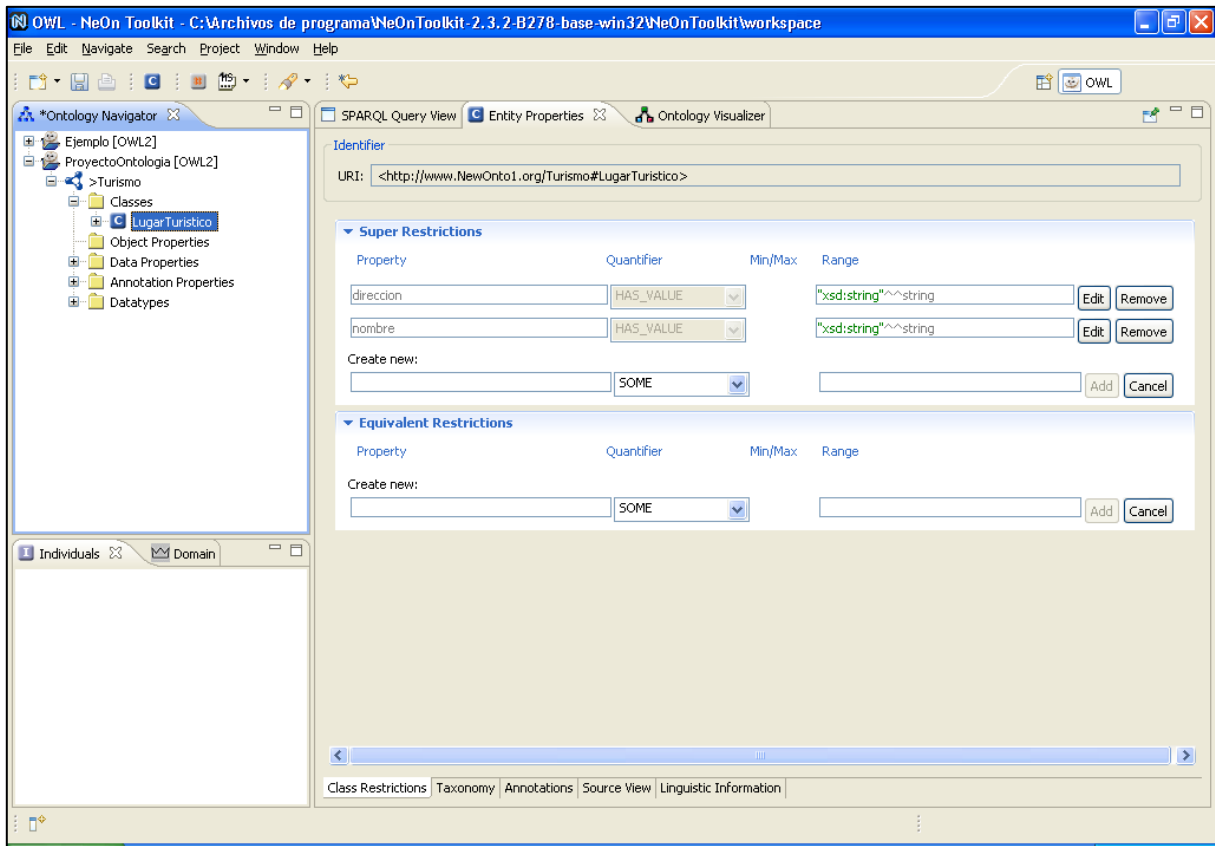 OWL - NeOn Toolkit - C:\Archivos de programa\NeOnToolkit-2.3.2-B278-base-win32\NeOnToolkit\workspace
File Edit Navigate Search Project Window Help
OWL
*Ontology Navigator
Ejemplo [OWL2]
ProyectoOntologia [OWL2]
>Turismo
Classes
LugarTuristico
Object Properties
Data Properties
Annotation Properties
Datatypes
Individuals Domain
SPARQL Query View Entity Properties Ontology Visualizer
Identifier
URI: <http://www.NewOnto1.org/Turismo#LugarTuristico>
Super Restrictions
Property Quantifier Min/Max Range
direccion HAS_VALUE "xsd:string"^^string Edit Remove
nombre HAS_VALUE "xsd:string"^^string Edit Remove
Create new:
SOME Add Cancel
Equivalent Restrictions
Property Quantifier Min/Max Range
Create new:
SOME Add Cancel
Class Restrictions Taxonomy Annotations Source View Linguistic Information